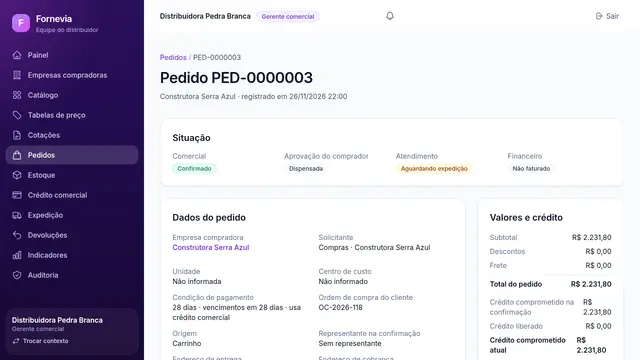 F
Fornevia
Equipe do distribuidor
Painel
Empresas compradoras
Catálogo
Tabelas de preço
Cotações
Pedidos
Estoque
Crédito comercial
Expedição
Devoluções
Indicadores
Auditoria
Distribuidora Pedra Branca
Gerente comercial
Trocar contexto
Distribuidora Pedra Branca
Gerente comercial
Sair
Pedidos / PED-0000003
Pedido PED-0000003
Construtora Serra Azul · registrado em 26/11/2026 22:00
Situação
Comercial
Confirmado
Aprovação do comprador
Dispensada
Atendimento
Aguardando expedição
Financeiro
Não faturado
Dados do pedido
Empresa compradora
Construtora Serra Azul
Solicitante
Compras · Construtora Serra Azul
Unidade
Não informada
Centro de custo
Não informado
Condição de pagamento
28 dias · vencimentos em 28 dias · usa
crédito comercial
Ordem de compra do cliente
OC-2026-118
Origem
Carrinho
Representante na confirmação
Sem representante
Endereço de entrega
Endereço de cobrança
Valores e crédito
Subtotal R$ 2.231,80
Descontos R$ 0,00
Frete R$ 0,00
Total do pedido R$ 2.231,80
Crédito comprometido na
confirmação
R$
2.231,80
Crédito liberado R$ 0,00
Crédito comprometido
atual
R$
2.231,80